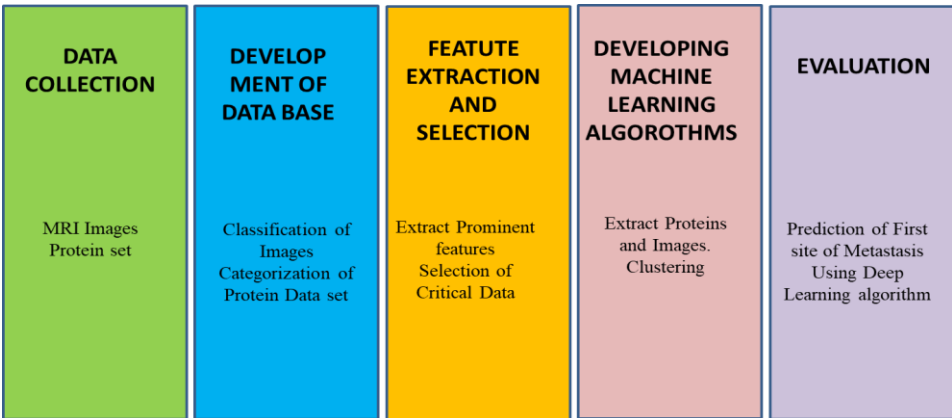 DATA
COLLECTION
MRI Images
Protein set
DEVELOP
MENT OF
DATA BASE
Classification of
Images
Categorization of
Protein Data set
FEATUTE
EXTRACTION
AND
SELECTION
Extract Prominent
features
Selection of
Critical Data
DEVELOPING
MACHINE
LEARNING
ALGOROTHMS
Extract Proteins
and Images.
Clustering
EVALUATION
Prediction of First
site of Metastasis
Using Deep
Learning algorithm